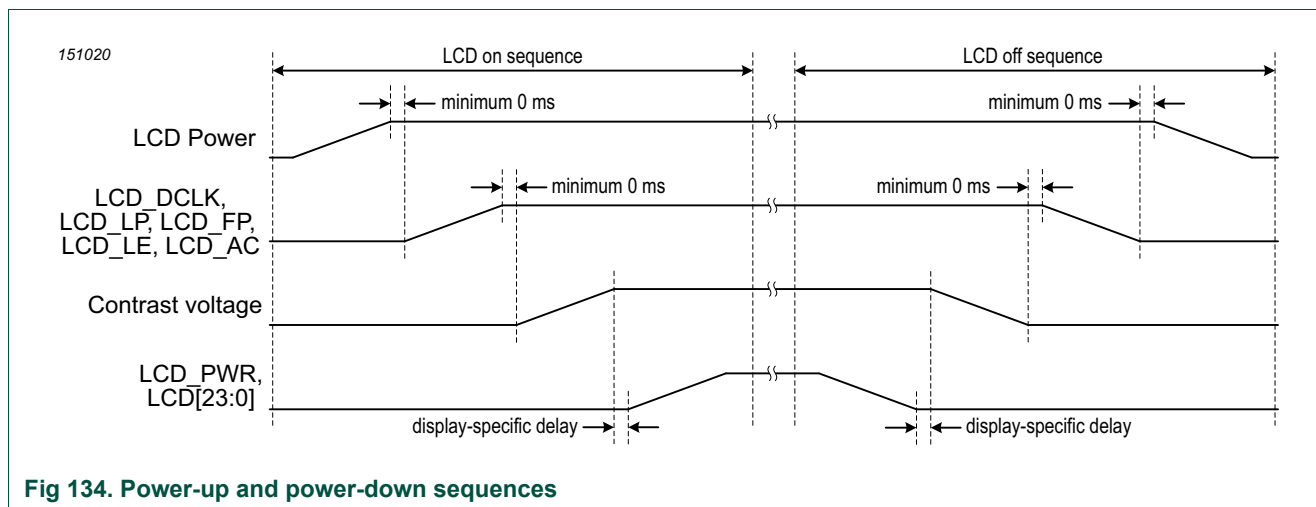 151020
LCD on sequence
LCD off sequence
minimum 0 ms
minimum 0 ms
LCD Power
LCD_DCLK,
LCD_LP, LCD_FP,
LCD_LE, LCD_AC
minimum 0 ms
minimum 0 ms
Contrast voltage
LCD_PWR,
LCD[23:0]
display-specific delay
display-specific delay
Fig 134. Power-up and power-down sequences